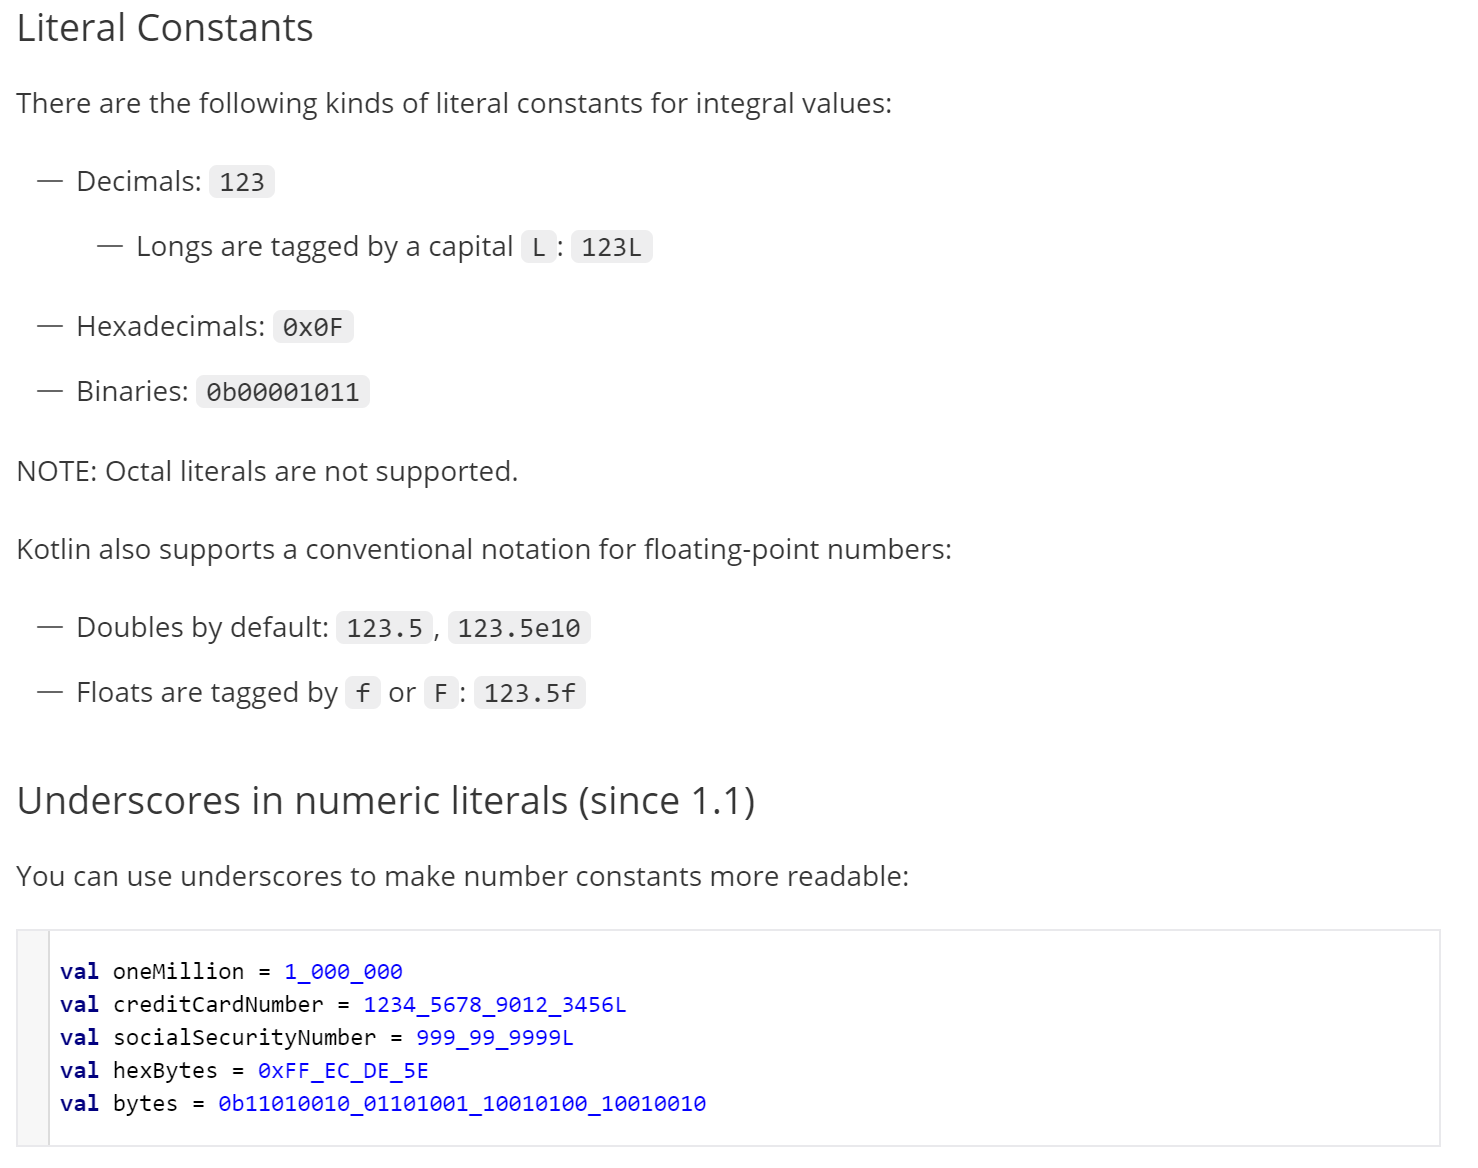 Literal Constants
There are the following kinds of literal constants for integral values:
— Decimals: 123
— Longs are tagged by a capital L: 123L
— Hexadecimals: 0x0F
— Binaries: 0b00001011
NOTE: Octal literals are not supported.
Kotlin also supports a conventional notation for floating-point numbers:
— Doubles by default: 123.5, 123.5e10
— Floats are tagged by f or F: 123.5f
Underscores in numeric literals (since 1.1)
You can use underscores to make number constants more readable:
val oneMillion = 1_000_000
val creditCardNumber = 1234_5678_9012_3456L
val socialSecurityNumber = 999_99_9999L
val hexBytes = 0xFF_EC_DE_5E
val bytes = 0b11010010_01101001_10010100_10010010